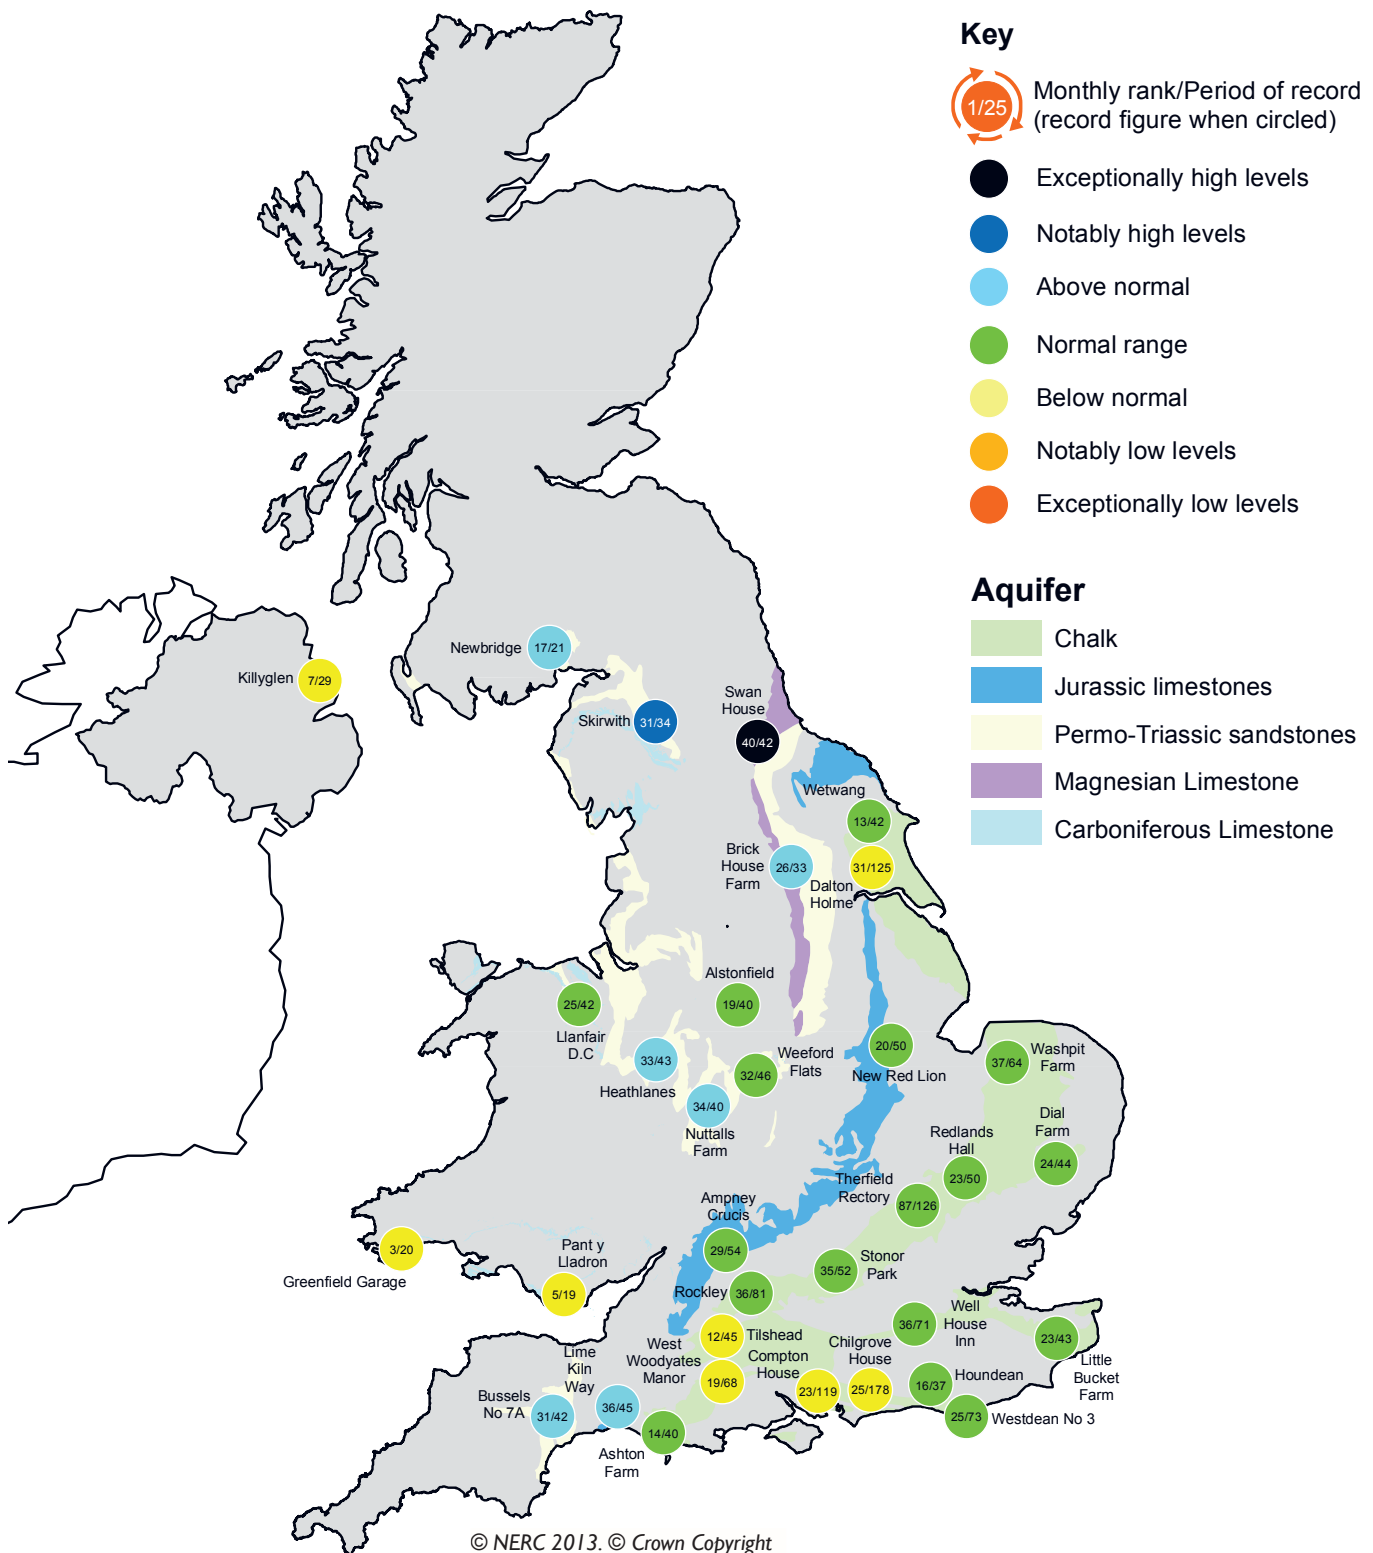 Key
1/25
Monthly rank/Period of record
(record figure when circled)
Exceptionally high levels
Notably high levels
Above normal
Normal range
Below normal
Notably low levels
Exceptionally low levels
Aquifer
Chalk
Jurassic limestones
Permo-Triassic sandstones
Magnesian Limestone
Carboniferous Limestone
Newbridge
17/21
Killyglen
7/29
Skirwith
31/34
Swan
House
40/42
Wetwang
13/42
Brick
House
Farm
26/33
31/125
Dalton
Holme
Alstonfield
19/40
25/42
Llanfair
D.C
33/43
Heathlanes
Weeford
Flats
32/46
34/40
Nuttalls
Farm
20/50
New Red Lion
37/64
Washpit
Farm
Dial
Farm
24/44
Redlands
Hall
23/50
Therfield
Rectory
87/126
Ampney
Crucis
29/54
Stonor
Park
35/52
Rockley
36/81
3/20
Greenfield Garage
Pant y
Lladron
5/19
12/45
Tilshead
West
Woodyates
Manor
19/68
Compton
House
23/119
Chilgrove
House
25/178
Well
House
Inn
36/71
23/43
Little
Bucket
Farm
16/37
Houndean
25/73
Westdean No 3
Lime
Kiln
Way
36/45
Bussels
No 7A
31/42
14/40
Ashton
Farm
© NERC 2013. © Crown Copyright